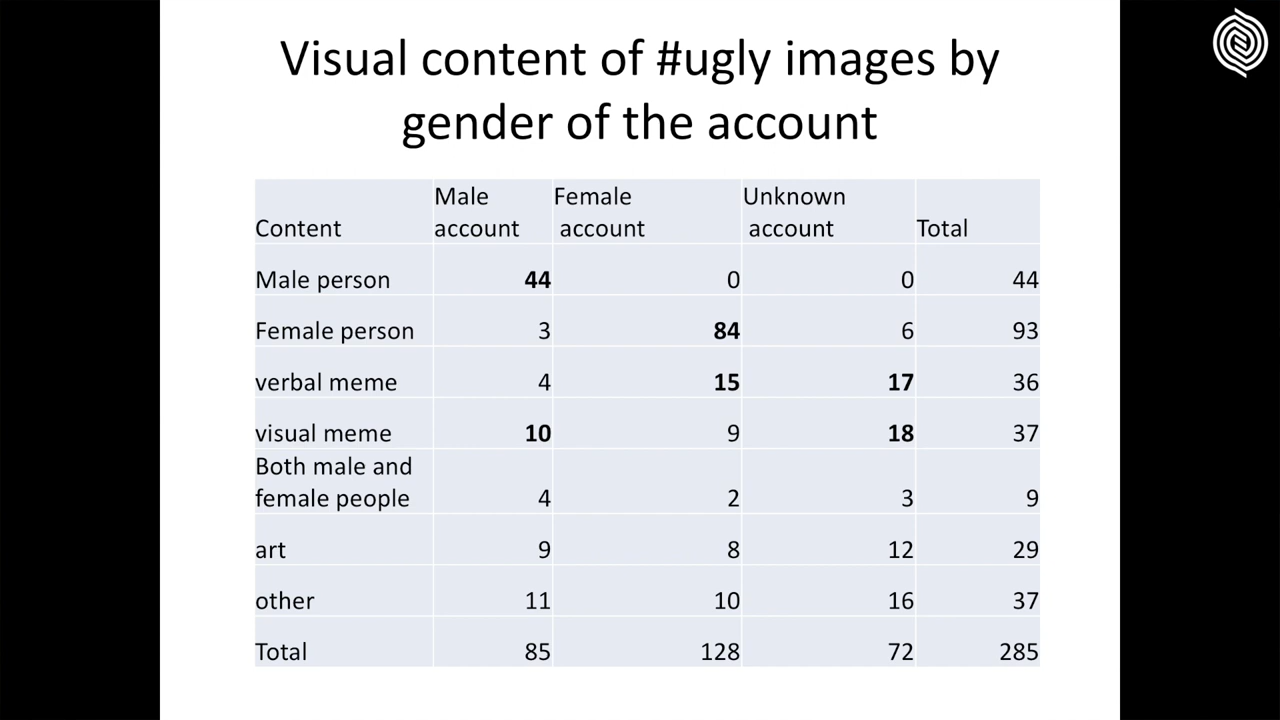 Visual content of #ugly images by
gender of the account
Content Male account Female account Unknown account Total
Male person 44 0 0 44
Female person 3 84 6 93
verbal meme 4 15 17 36
visual meme 10 9 18 37
Both male and female people 4 2 3 9
art 9 8 12 29
other 11 10 16 37
Total 85 128 72 285